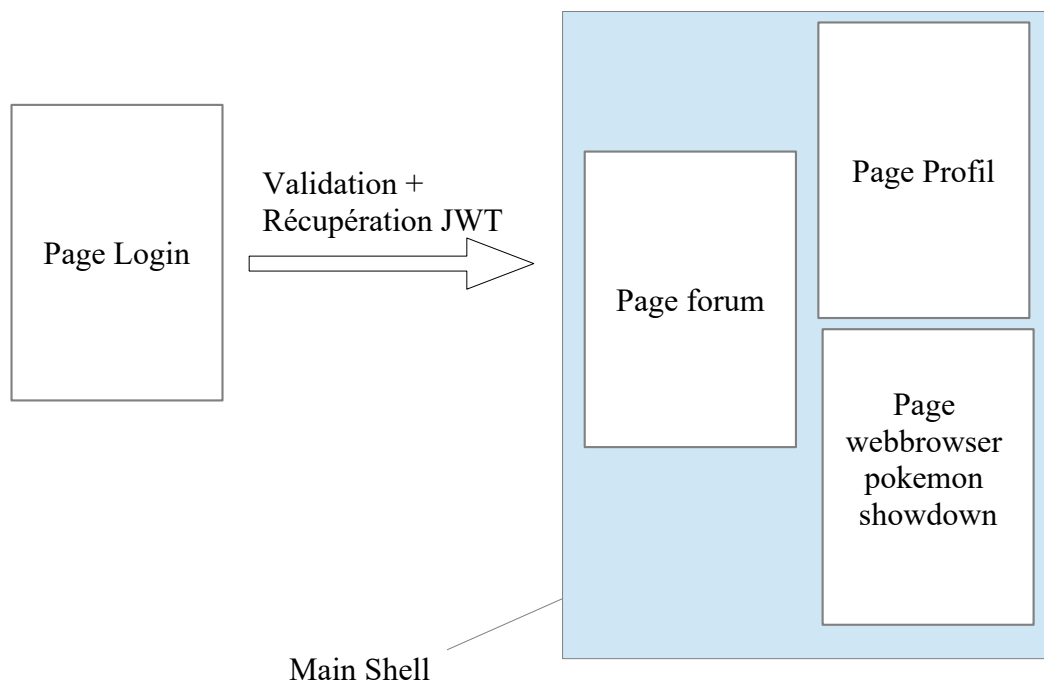 Page Login
Validation +
Récupération JWT
Page forum
Page Profil
Page
webbrowser
pokemon
showdown
Main Shell